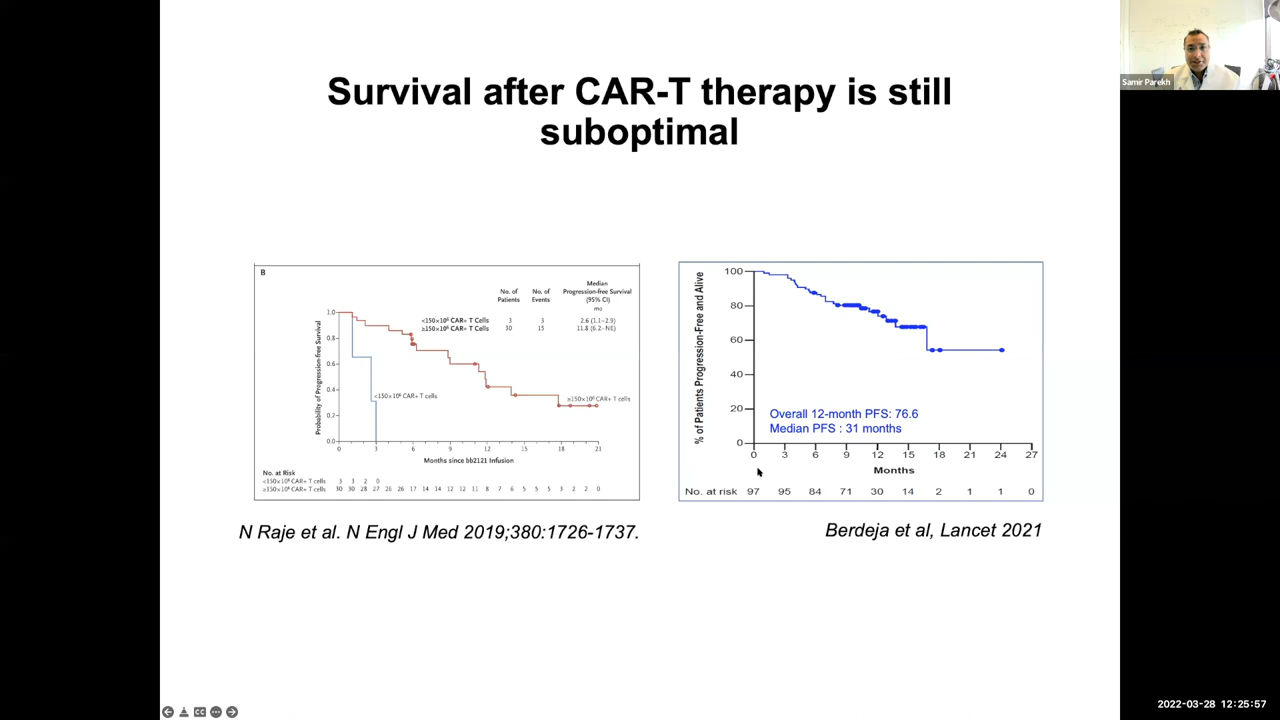 Samir Parekh
Survival after CAR-T therapy is still
suboptimal
B
No. of
Patients
No. of
Events
Median
Progression-free Survival
(95% CI)
mo
<150×10⁶ CAR+ T Cells 3 3 2.6 (1.1–2.9)
≥150×10⁶ CAR+ T Cells 30 15 11.8 (6.2–NE)
Probability of Progression-free Survival
1.0
0.8
0.6
0.4
0.2
0.0
<150×10⁶ CAR+ T cells
≥150×10⁶ CAR+ T cells
0 3 6 9 12 15 18 21
Months since bb2121 Infusion
No. at Risk
<150×10⁶ CAR+ T cells 3 3 2 0
≥150×10⁶ CAR+ T cells 30 30 28 27 26 26 17 14 14 12 12 11 8 7 6 5 5 5 3 2 2 0
N Raje et al. N Engl J Med 2019;380:1726-1737.
% of Patients Progression-Free and Alive
100
80
60
40
20
0
Overall 12-month PFS: 76.6
Median PFS : 31 months
0 3 6 9 12 15 18 21 24 27
Months
No. at risk 97 95 84 71 30 14 2 1 1 0
Berdeja et al, Lancet 2021
CC
2022-03-28 12:25:57